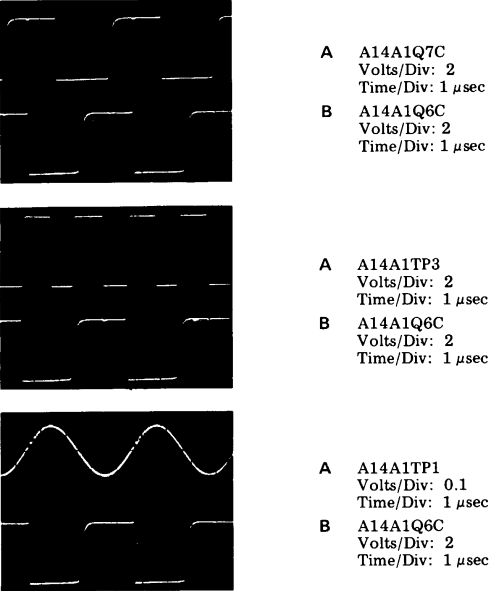 A A14A1Q7C
Volts/Div: 2
Time/Div: 1 μsec
B A14A1Q6C
Volts/Div: 2
Time/Div: 1 μsec
A A14A1TP3
Volts/Div: 2
Time/Div: 1 μsec
B A14A1Q6C
Volts/Div: 2
Time/Div: 1 μsec
A A14A1TP1
Volts/Div: 0.1
Time/Div: 1 μsec
B A14A1Q6C
Volts/Div: 2
Time/Div: 1 μsec